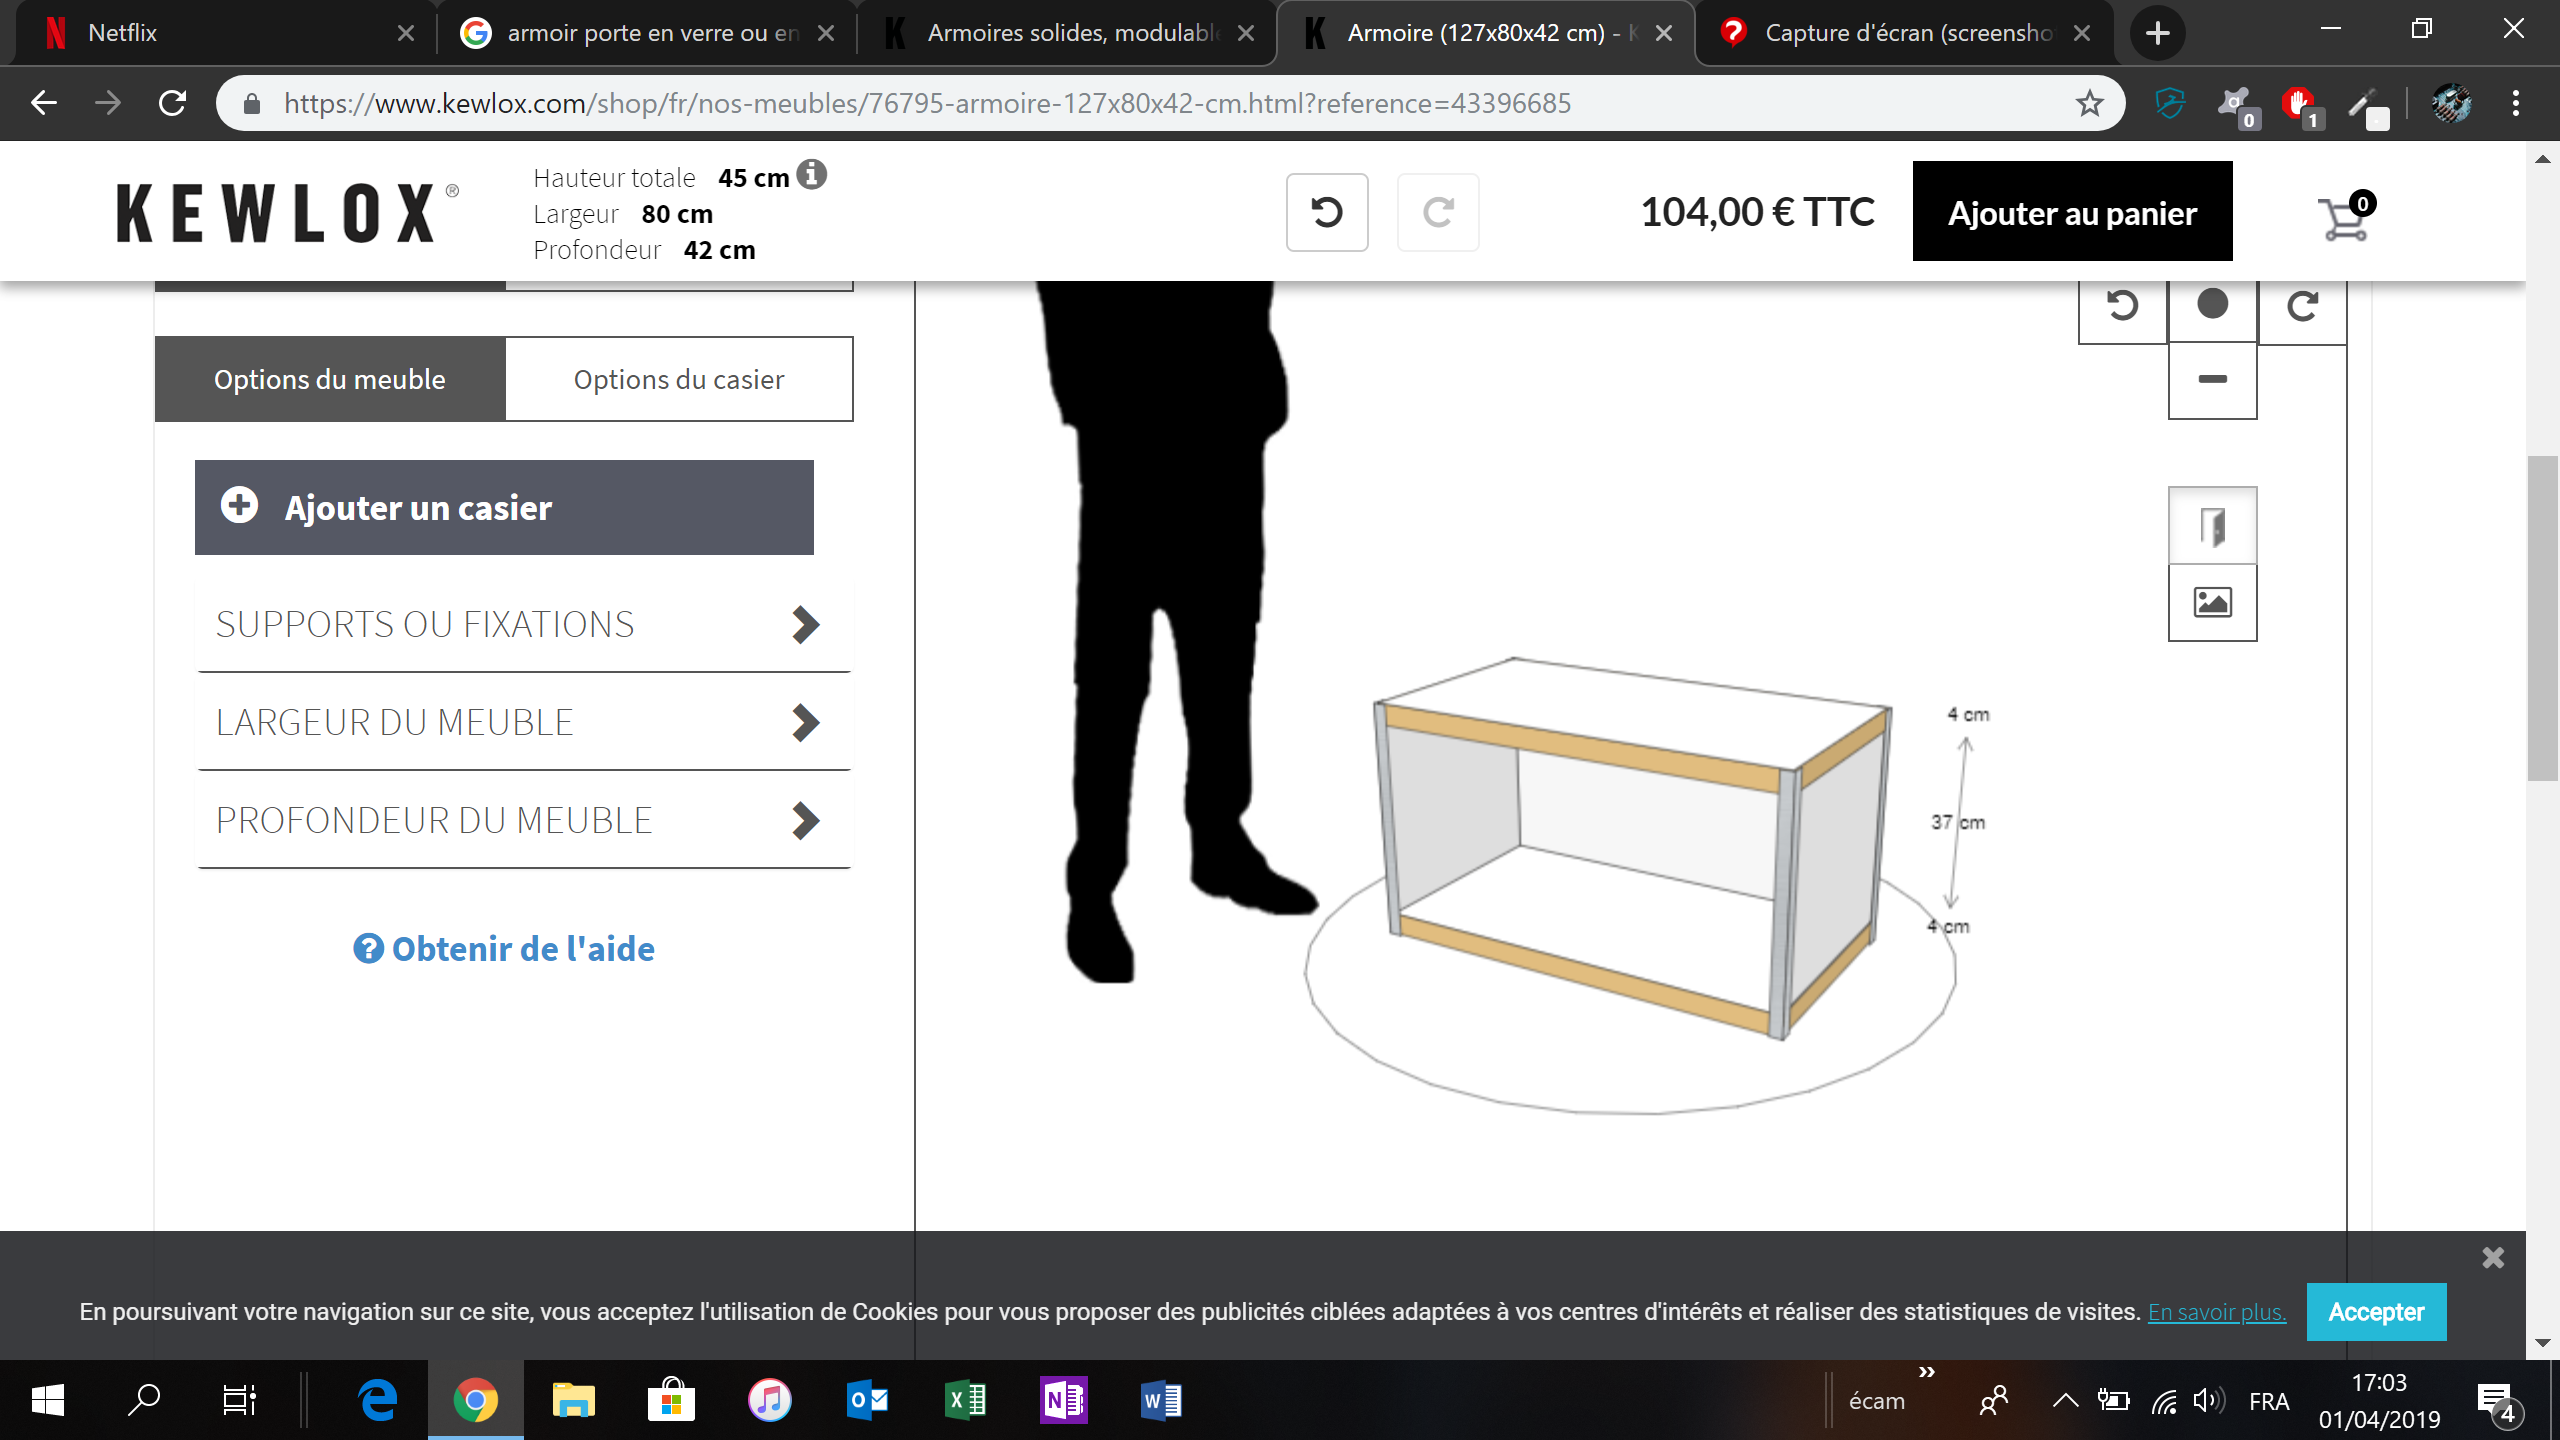 Netflix
armoir porte en verre ou en
Armoires solides, modulable
Armoire (127x80x42 cm) - K
Capture d'écran (screensho
https://www.kewlox.com/shop/fr/nos-meubles/76795-armoire-127x80x42-cm.html?reference=43396685
0
1
KEWLOX®
Hauteur totale 45 cm
Largeur 80 cm
Profondeur 42 cm
104,00 € TTC
Ajouter au panier
0
Options du meuble
Options du casier
Ajouter un casier
SUPPORTS OU FIXATIONS
LARGEUR DU MEUBLE
PROFONDEUR DU MEUBLE
Obtenir de l'aide
4 cm
37 cm
4 cm
En poursuivant votre navigation sur ce site, vous acceptez l'utilisation de Cookies pour vous proposer des publicités ciblées adaptées à vos centres d'intérêts et réaliser des statistiques de visites. En savoir plus.
Accepter
écam
FRA
17:03
01/04/2019
4